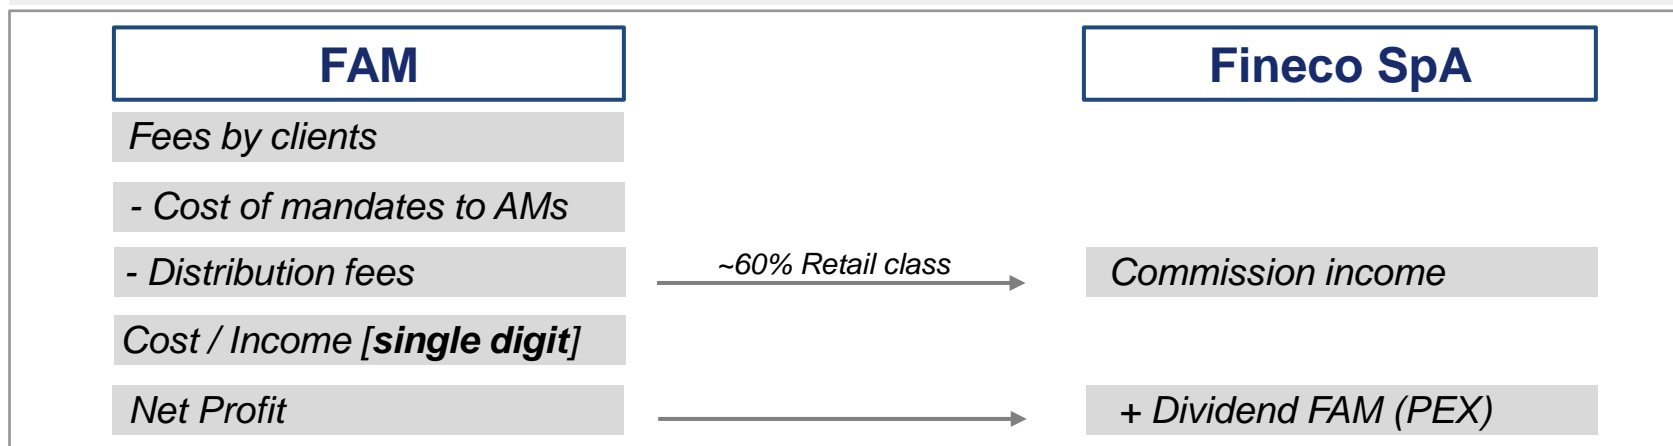 FAM
Fineco SpA
Fees by clients
- Cost of mandates to AMs
- Distribution fees
~60% Retail class
Commission income
Cost / Income [single digit]
Net Profit
+ Dividend FAM (PEX)